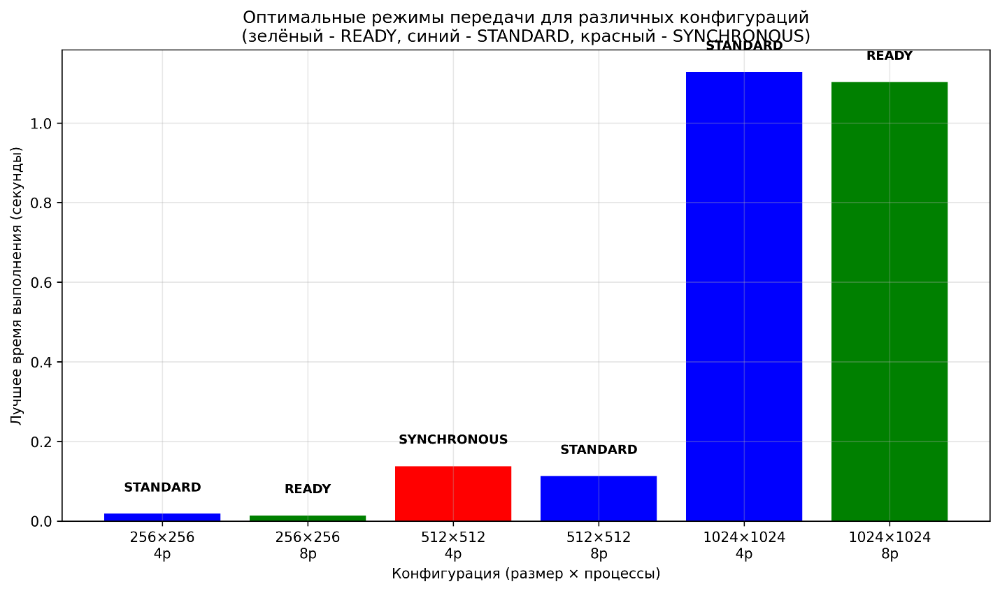 Оптимальные режимы передачи для различных конфигураций
(зелёный - READY, синий - STANDARD, красный - SYNCHRONOUS)
STANDARD
READY
1.0
0.8
0.6
0.4
0.2
0.0
Лучшее время выполнения (секунды)
SYNCHRONOUS
STANDARD
STANDARD
READY
256×256
4p
256×256
8p
512×512
4p
512×512
8p
1024×1024
4p
1024×1024
8p
Конфигурация (размер × процессы)